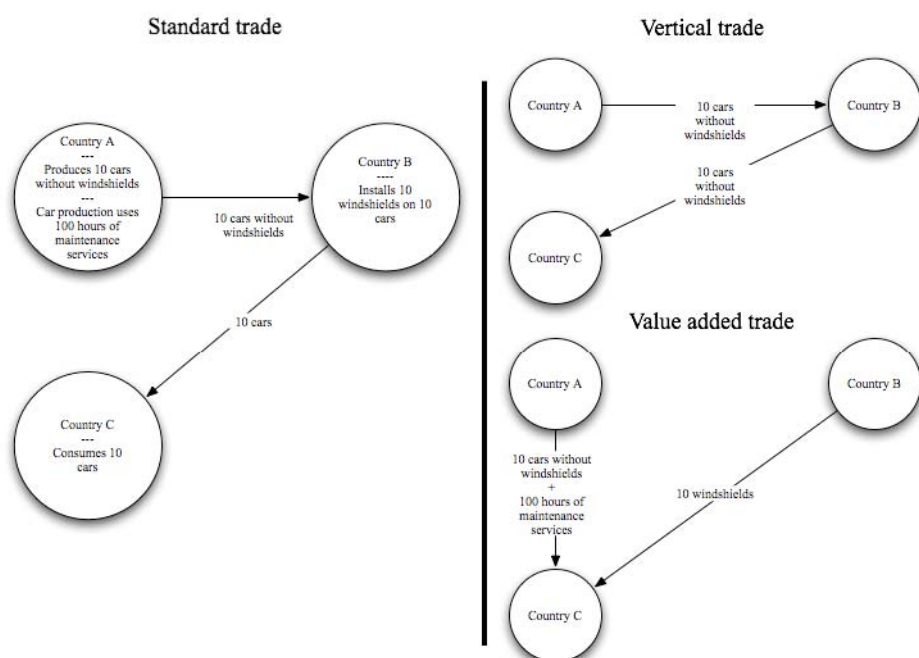 Standard trade
Country A
---
Produces 10 cars
without windshields
---
Car production uses
100 hours of
maintenance
services
10 cars without
windshields
Country B
----
Installs 10
windshields on 10
cars
10 cars
Country C
---
Consumes 10
cars
Vertical trade
Country A
10 cars
without
windshields
Country B
10 cars
without
windshields
Country C
Value added trade
Country A
Country B
10 cars without
windshields
+
100 hours of
maintenance
services
10 windshields
Country C